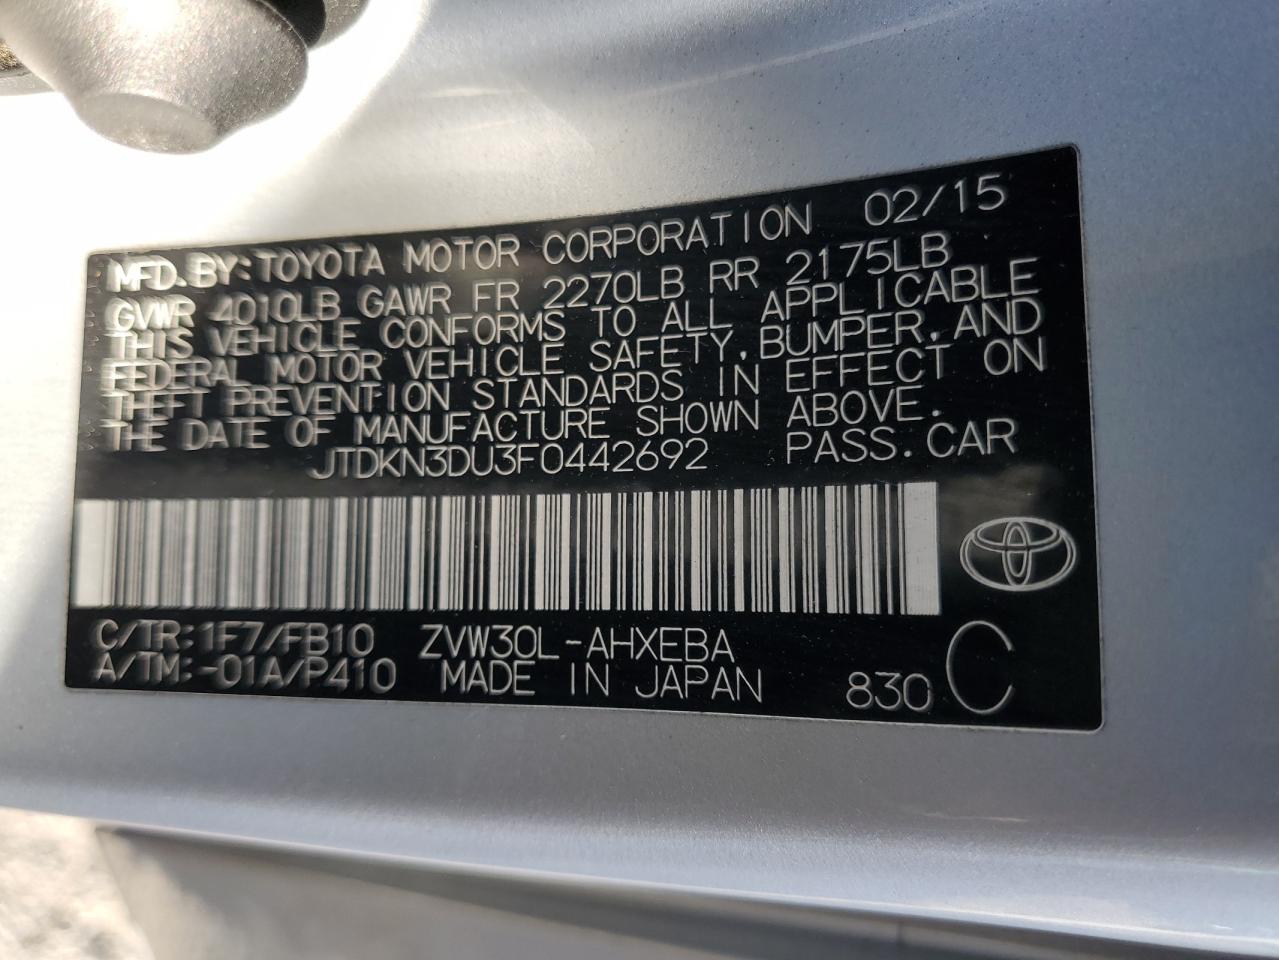 MFD. BY: TOYOTA MOTOR CORPORATION 02/15
GVWR 4010LB GAWR FR 2270LB RR 2175LB
THIS VEHICLE CONFORMS TO ALL APPLICABLE
FEDERAL MOTOR VEHICLE SAFETY, BUMPER, AND
THEFT PREVENTION STANDARDS IN EFFECT ON
THE DATE OF MANUFACTURE SHOWN ABOVE.
JTDKN3DU3F0442692 PASS. CAR
C/TR: 1F7/FB10 ZVW30L-AHXEBA
A/TM: -01A/P410 MADE IN JAPAN 830 C